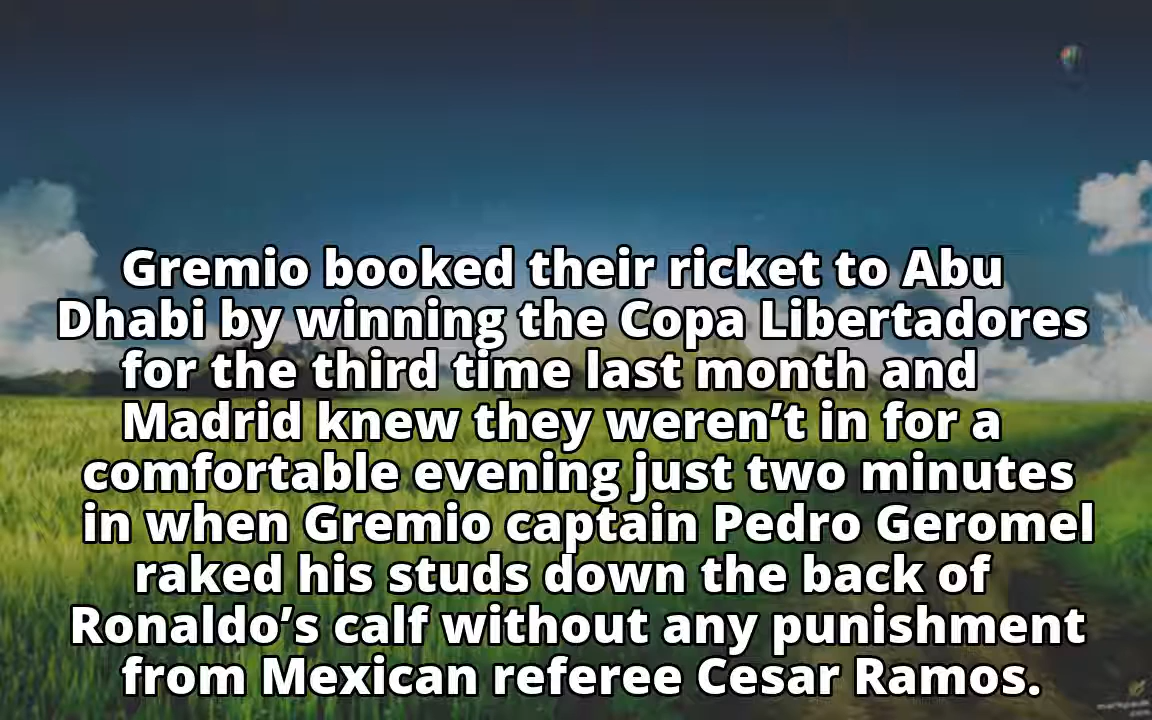 Gremio booked their ricket to Abu
Dhabi by winning the Copa Libertadores
for the third time last month and
Madrid knew they weren’t in for a
comfortable evening just two minutes
in when Gremio captain Pedro Geromel
raked his studs down the back of
Ronaldo’s calf without any punishment
from Mexican referee Cesar Ramos.